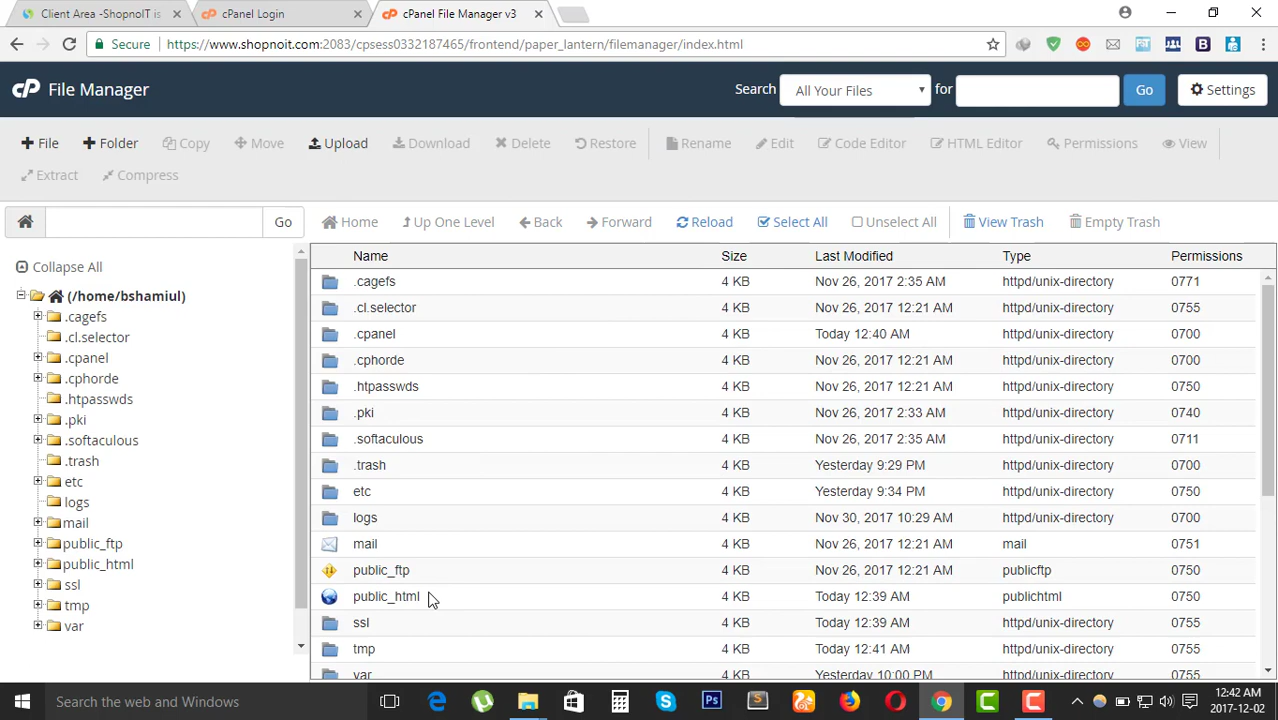 Client Area -ShopnoIT is
cPanel Login
cPanel File Manager v3
Secure https://www.shopnoit.com:2083/cpsess0332187465/frontend/paper_lantern/filemanager/index.html
cP File Manager
Search All Your Files for Go Settings
File Folder Copy Move Upload Download Delete Restore Rename Edit Code Editor HTML Editor Permissions View
Extract Compress
Go Home Up One Level Back Forward Reload Select All Unselect All View Trash Empty Trash
Collapse All
(/home/bshamiul)
.cagefs
.cl.selector
.cpanel
.cphorde
.htpasswds
.pki
.softaculous
.trash
etc
logs
mail
public_ftp
public_html
ssl
tmp
var
Name Size Last Modified Type Permissions
.cagefs 4 KB Nov 26, 2017 2:35 AM httpd/unix-directory 0771
.cl.selector 4 KB Nov 26, 2017 12:21 AM httpd/unix-directory 0755
.cpanel 4 KB Today 12:40 AM httpd/unix-directory 0700
.cphorde 4 KB Nov 26, 2017 12:21 AM httpd/unix-directory 0700
.htpasswds 4 KB Nov 26, 2017 12:21 AM httpd/unix-directory 0750
.pki 4 KB Nov 26, 2017 2:33 AM httpd/unix-directory 0740
.softaculous 4 KB Nov 26, 2017 2:35 AM httpd/unix-directory 0711
.trash 4 KB Yesterday 9:29 PM httpd/unix-directory 0700
etc 4 KB Yesterday 9:34 PM httpd/unix-directory 0750
logs 4 KB Nov 30, 2017 10:29 AM httpd/unix-directory 0700
mail 4 KB Nov 26, 2017 12:21 AM mail 0751
public_ftp 4 KB Nov 26, 2017 12:21 AM publicftp 0750
public_html 4 KB Today 12:39 AM publichtml 0750
ssl 4 KB Today 12:39 AM httpd/unix-directory 0755
tmp 4 KB Today 12:41 AM httpd/unix-directory 0755
var 4 KB Yesterday 10:00 PM httpd/unix-directory 0755
Search the web and Windows
Ps
12:42 AM
2017-12-02